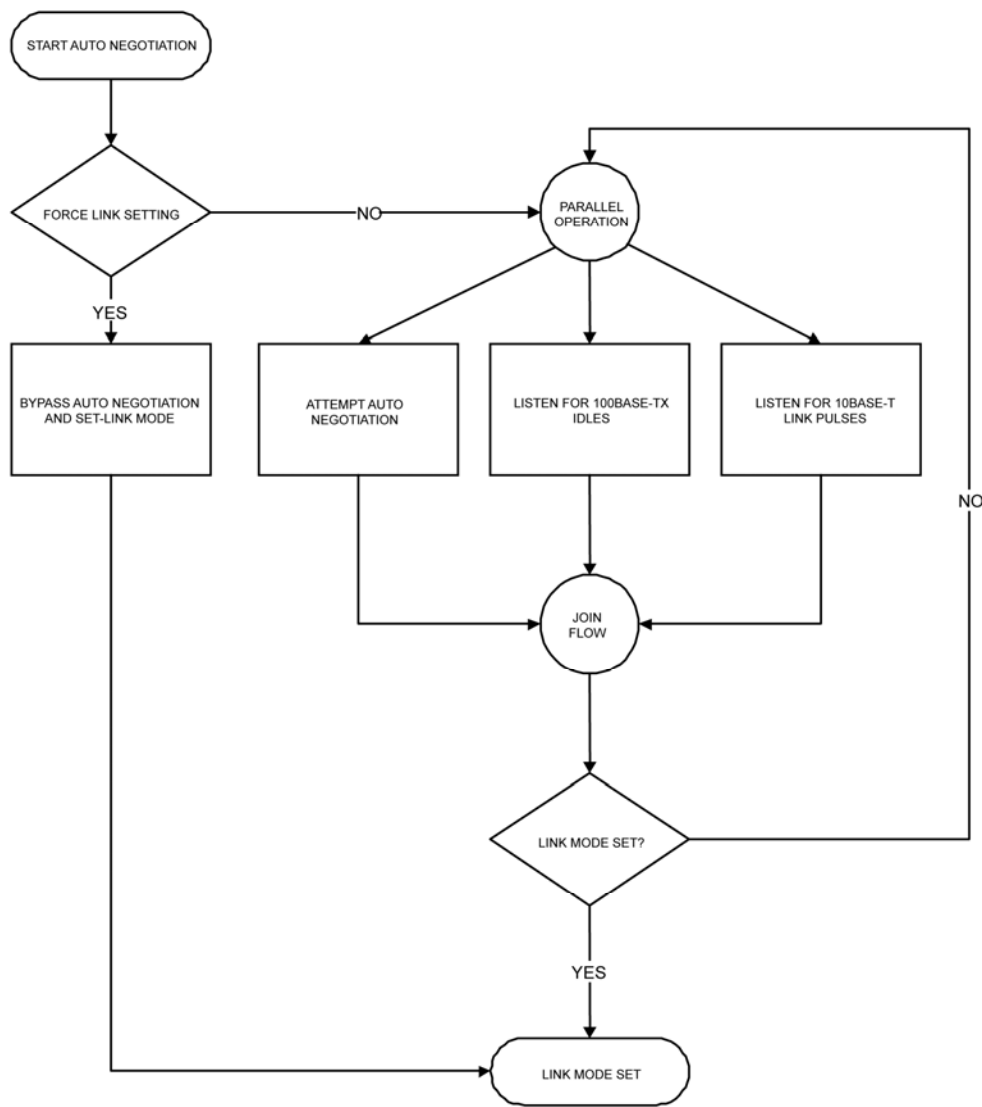 START AUTO NEGOTIATION
FORCE LINK SETTING
NO
PARALLEL
OPERATION
YES
BYPASS AUTO NEGOTIATION
AND SET-LINK MODE
ATTEMPT AUTO
NEGOTIATION
LISTEN FOR 100BASE-TX
IDLES
LISTEN FOR 10BASE-T
LINK PULSES
NO
JOIN
FLOW
LINK MODE SET?
YES
LINK MODE SET